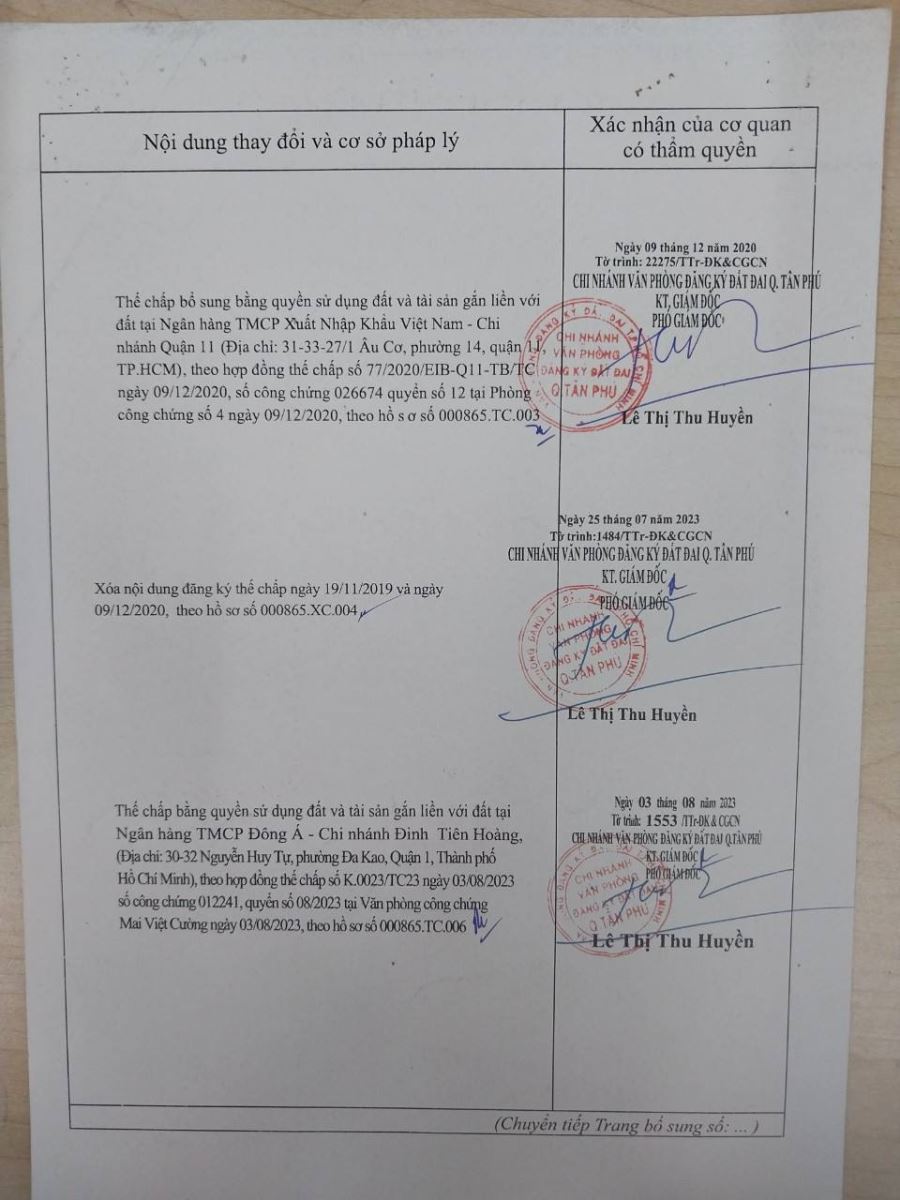 Nội dung thay đổi và cơ sở pháp lý
Xác nhận của cơ quan
có thẩm quyền
Thế chấp bổ sung bằng quyền sử dụng đất và tài sản gắn liền với
đất tại Ngân hàng TMCP Xuất Nhập Khẩu Việt Nam - Chi
nhánh Quận 11 (Địa chỉ: 31-33-27/1 Âu Cơ, phường 14, quận 11,
TP.HCM), theo hợp đồng thế chấp số 77/2020/EIB-Q11-TB/TC
ngày 09/12/2020, số công chứng 026674 quyển số 12 tại Phòng
công chứng số 4 ngày 09/12/2020, theo hồ s ơ số 000865.TC.003
Ngày 09 tháng 12 năm 2020
Tờ trình: 22275/TTr-ĐK&CGCN
CHI NHÁNH VĂN PHÒNG ĐĂNG KÝ ĐẤT ĐAI Q. TÂN PHÚ
KT. GIÁM ĐỐC
PHÓ GIÁM ĐỐC
CHI NHÁNH
VĂN PHÒNG
ĐĂNG KÝ ĐẤT ĐAI
Q.TÂN PHÚ
Lê Thị Thu Huyền
Xóa nội dung đăng ký thế chấp ngày 19/11/2019 và ngày
09/12/2020, theo hồ sơ số 000865.XC.004
Ngày 25 tháng 07 năm 2023
Tờ trình:1484/TTr-ĐK&CGCN
CHI NHÁNH VĂN PHÒNG ĐĂNG KÝ ĐẤT ĐAI Q. TÂN PHÚ
KT. GIÁM ĐỐC
PHÓ GIÁM ĐỐC
CHI NHÁNH
VĂN PHÒNG
ĐĂNG KÝ ĐẤT ĐAI
Q.TÂN PHÚ
Lê Thị Thu Huyền
Thế chấp bằng quyền sử dụng đất và tài sản gắn liền với đất tại
Ngân hàng TMCP Đông Á - Chi nhánh Đinh Tiên Hoàng,
(Địa chỉ: 30-32 Nguyễn Huy Tự, phường Đa Kao, Quận 1, Thành phố
Hồ Chí Minh), theo hợp đồng thế chấp số K.0023/TC23 ngày 03/08/2023
số công chứng 012241, quyển số 08/2023 tại Văn phòng công chứng
Mai Việt Cường ngày 03/08/2023, theo hồ sơ số 000865.TC.006
Ngày 03 tháng 08 năm 2023
Tờ trình: 1553 /TTr-ĐK & CGCN
CHI NHÁNH VĂN PHÒNG ĐĂNG KÝ ĐẤT ĐAI Q.TÂN PHÚ
KT. GIÁM ĐỐC
PHÓ GIÁM ĐỐC
CHI NHÁNH
VĂN PHÒNG
ĐĂNG KÝ ĐẤT ĐAI
Q.TÂN PHÚ
Lê Thị Thu Huyền
(Chuyển tiếp Trang bổ sung số: ... )